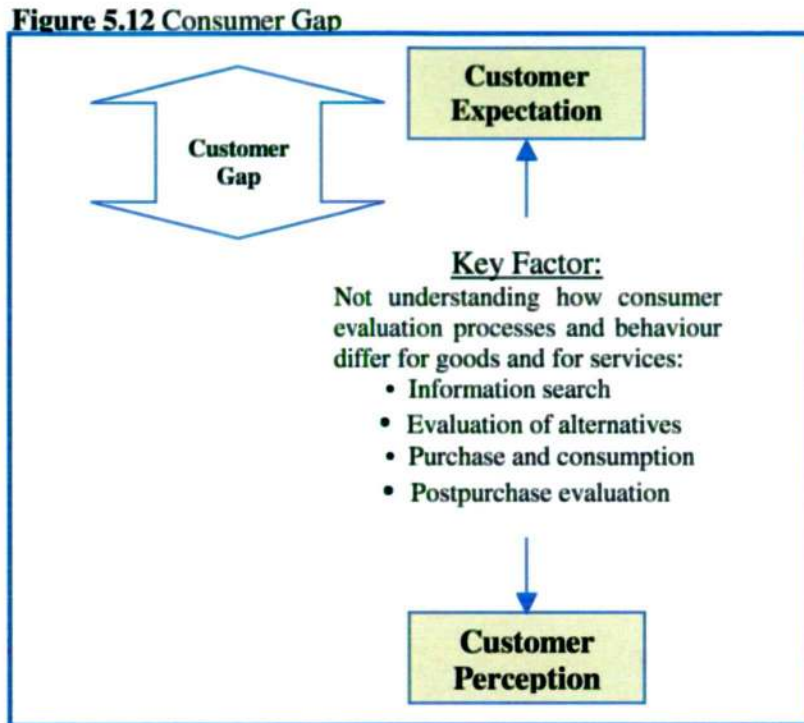 Figure 5.12 Consumer Gap
Customer
Expectation
Customer
Gap
Key Factor:
Not understanding how consumer
evaluation processes and behaviour
differ for goods and for services:
• Information search
• Evaluation of alternatives
• Purchase and consumption
• Postpurchase evaluation
Customer
Perception